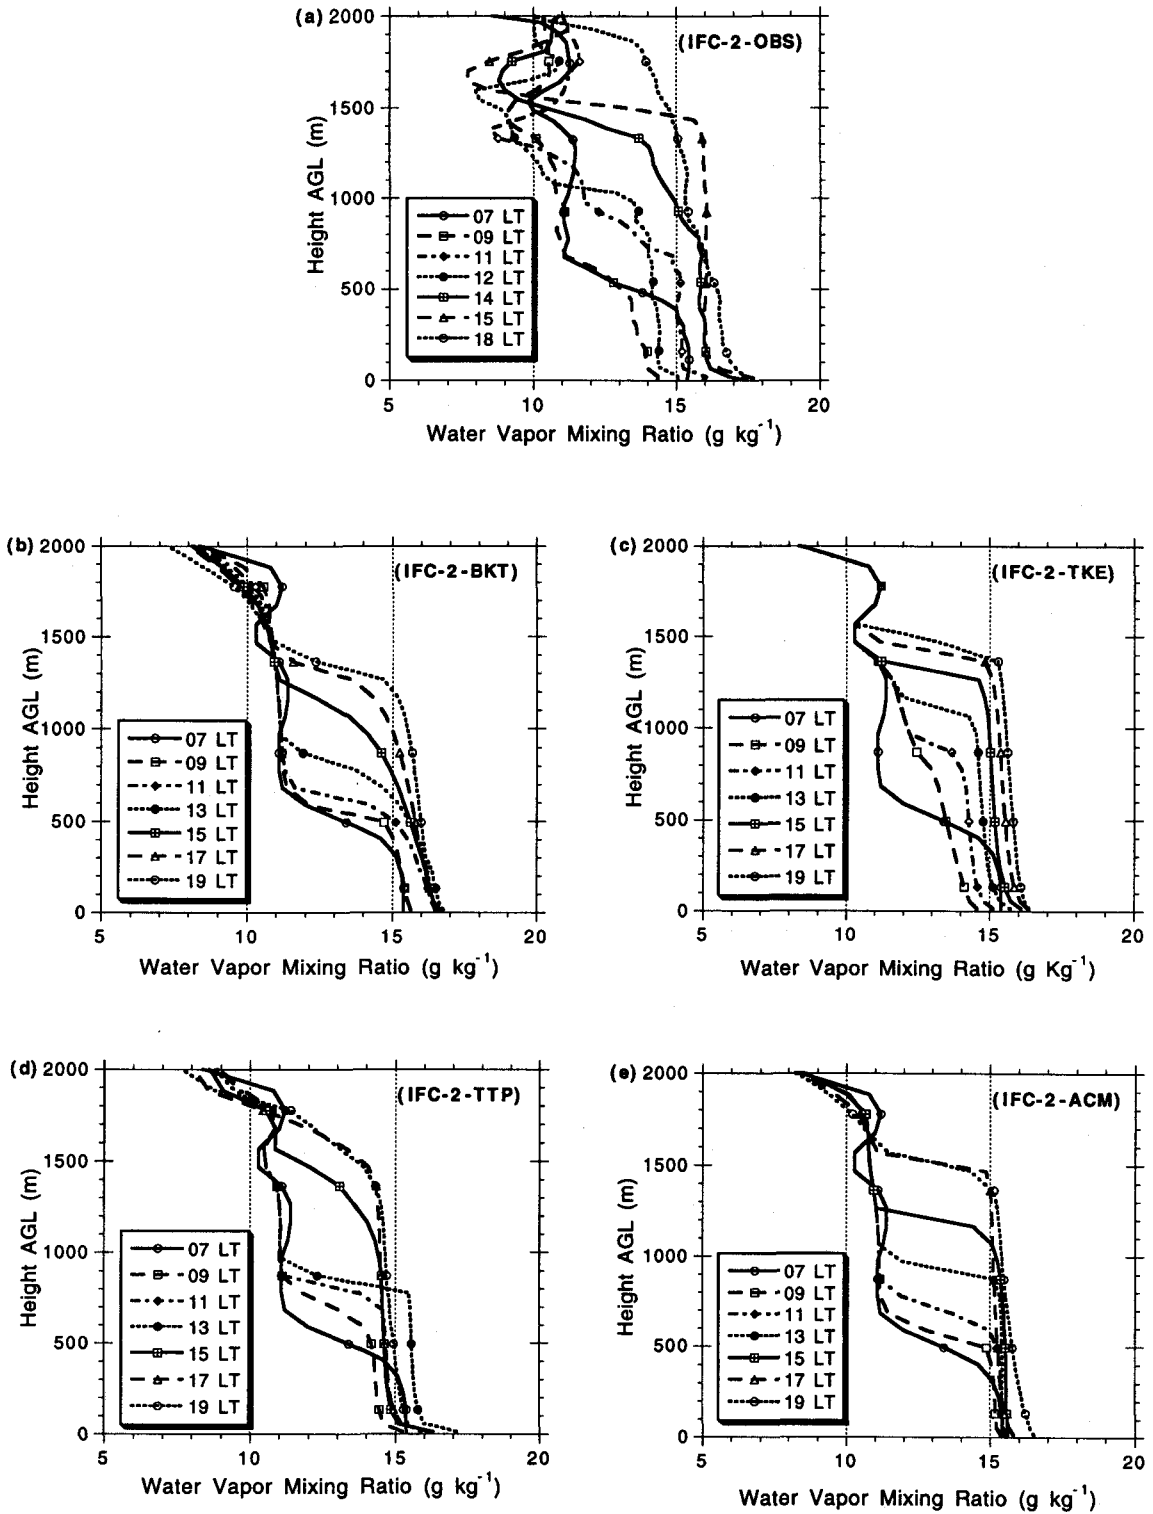 (a) 2000
(IFC-2-OBS)
1500
1000
500
0
Height AGL (m)
07 LT
09 LT
11 LT
12 LT
14 LT
15 LT
18 LT
5 10 15 20
Water Vapor Mixing Ratio (g kg-1)
(b) 2000
(IFC-2-BKT)
1500
1000
500
0
Height AGL (m)
07 LT
09 LT
11 LT
13 LT
15 LT
17 LT
19 LT
5 10 15 20
Water Vapor Mixing Ratio (g kg-1)
(c) 2000
(IFC-2-TKE)
1500
1000
500
0
Height AGL (m)
07 LT
09 LT
11 LT
13 LT
15 LT
17 LT
19 LT
5 10 15 20
Water Vapor Mixing Ratio (g Kg-1)
(d) 2000
(IFC-2-TTP)
1500
1000
500
0
Height AGL (m)
07 LT
09 LT
11 LT
13 LT
15 LT
17 LT
19 LT
5 10 15 20
Water Vapor Mixing Ratio (g kg-1)
(e) 2000
(IFC-2-ACM)
1500
1000
500
0
Height AGL (m)
07 LT
09 LT
11 LT
13 LT
15 LT
17 LT
19 LT
5 10 15 20
Water Vapor Mixing Ratio (g kg-1)